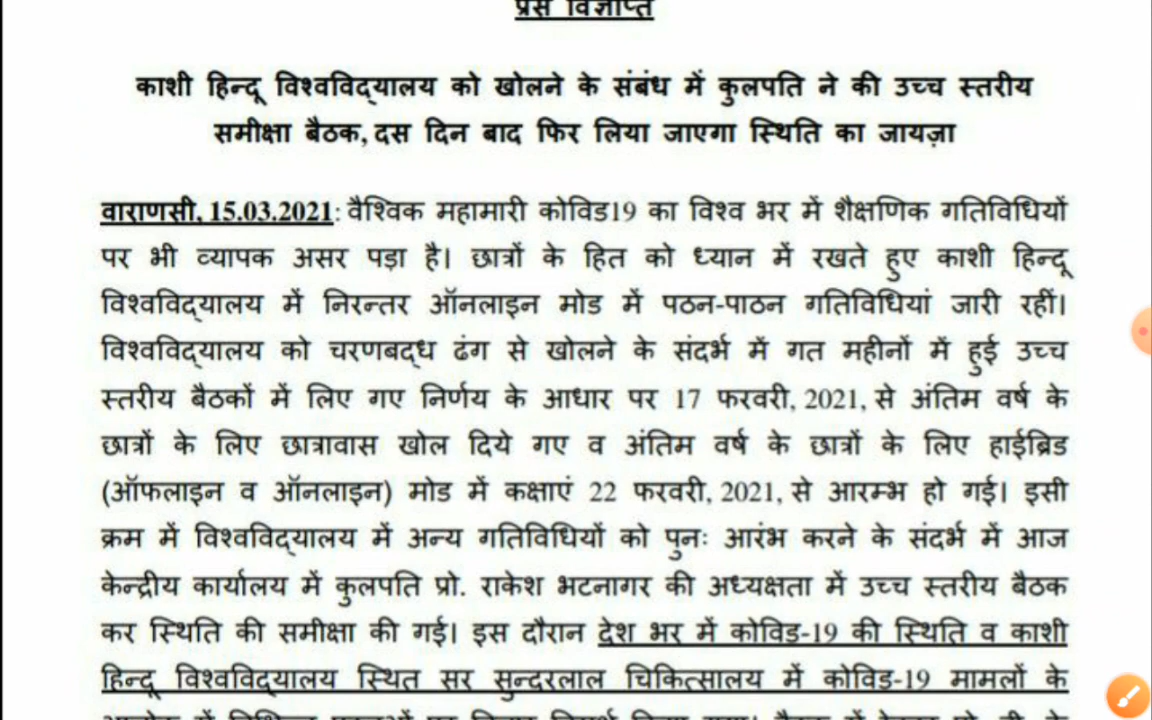 प्रेस विज्ञप्ति
काशी हिन्दू विश्वविद्यालय को खोलने के संबंध में कुलपति ने की उच्च स्तरीय
समीक्षा बैठक, दस दिन बाद फिर लिया जाएगा स्थिति का जायज़ा
वाराणसी, 15.03.2021: वैश्विक महामारी कोविड19 का विश्व भर में शैक्षणिक गतिविधियों
पर भी व्यापक असर पड़ा है। छात्रों के हित को ध्यान में रखते हुए काशी हिन्दू
विश्वविद्यालय में निरन्तर ऑनलाइन मोड में पठन-पाठन गतिविधियां जारी रहीं।
विश्वविद्यालय को चरणबद्ध ढंग से खोलने के संदर्भ में गत महीनों में हुई उच्च
स्तरीय बैठकों में लिए गए निर्णय के आधार पर 17 फरवरी, 2021, से अंतिम वर्ष के
छात्रों के लिए छात्रावास खोल दिये गए व अंतिम वर्ष के छात्रों के लिए हाईब्रिड
(ऑफलाइन व ऑनलाइन) मोड में कक्षाएं 22 फरवरी, 2021, से आरम्भ हो गई। इसी
क्रम में विश्वविद्यालय में अन्य गतिविधियों को पुनः आरंभ करने के संदर्भ में आज
केन्द्रीय कार्यालय में कुलपति प्रो. राकेश भटनागर की अध्यक्षता में उच्च स्तरीय बैठक
कर स्थिति की समीक्षा की गई। इस दौरान देश भर में कोविड-19 की स्थिति व काशी
हिन्दू विश्वविद्यालय स्थित सर सुन्दरलाल चिकित्सालय में कोविड-19 मामलों के